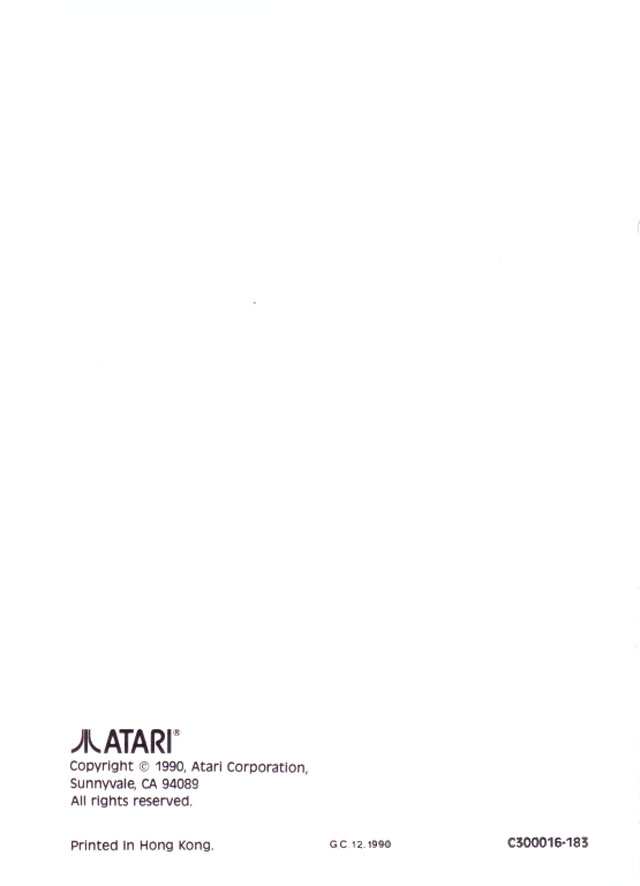 ATARI®
Copyright © 1990, Atari Corporation,
Sunnyvale, CA 94089
All rights reserved.
Printed in Hong Kong. G C 12.1990 C300016-183